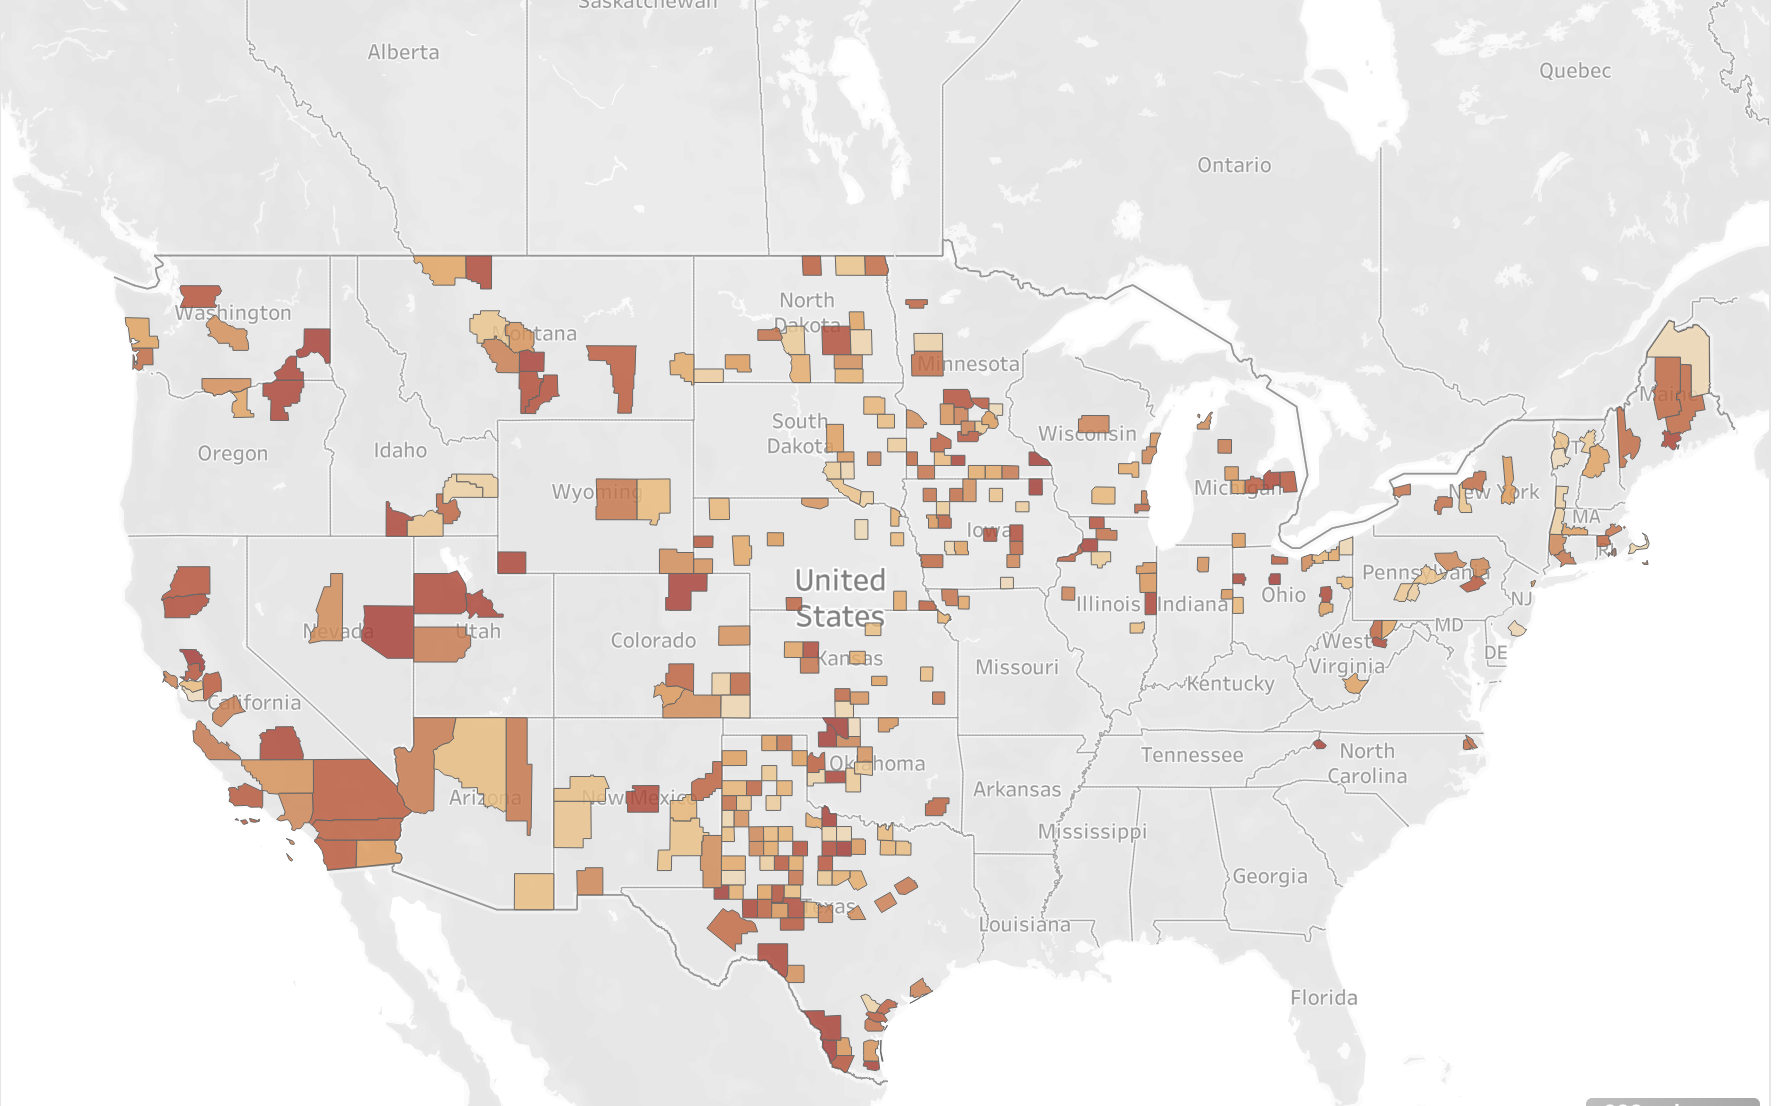 Saskatchewan
Alberta
Quebec
Ontario
Washington
North
Dakota
Montana
Minnesota
Maine
South
Dakota
Wisconsin
Oregon
Idaho
Wyoming
Michigan
New York
MA
Iowa
RI
United
States
Pennsylvania
Illinois
Indiana
Ohio
NJ
Nevada
Utah
Colorado
MD
West
Virginia
DE
Kansas
Missouri
Kentucky
California
Tennessee
North
Carolina
Oklahoma
Arizona
New Mexico
Arkansas
Mississippi
Georgia
Texas
Louisiana
Florida